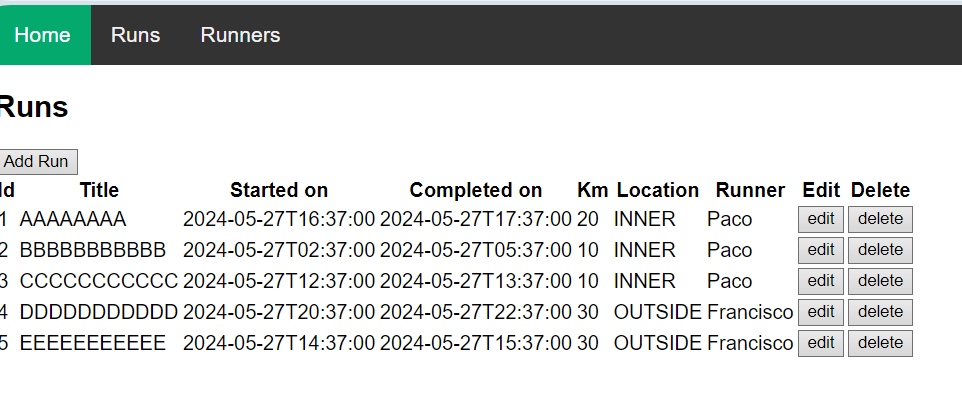 Home Runs Runners
Runs
Add Run
Id Title Started on Completed on Km Location Runner Edit Delete
1 AAAAAAAA 2024-05-27T16:37:00 2024-05-27T17:37:00 20 INNER Paco edit delete
2 BBBBBBBBBBB 2024-05-27T02:37:00 2024-05-27T05:37:00 10 INNER Paco edit delete
3 CCCCCCCCCCC 2024-05-27T12:37:00 2024-05-27T13:37:00 10 INNER Paco edit delete
4 DDDDDDDDDDD 2024-05-27T20:37:00 2024-05-27T22:37:00 30 OUTSIDE Francisco edit delete
5 EEEEEEEEEEE 2024-05-27T14:37:00 2024-05-27T15:37:00 30 OUTSIDE Francisco edit delete